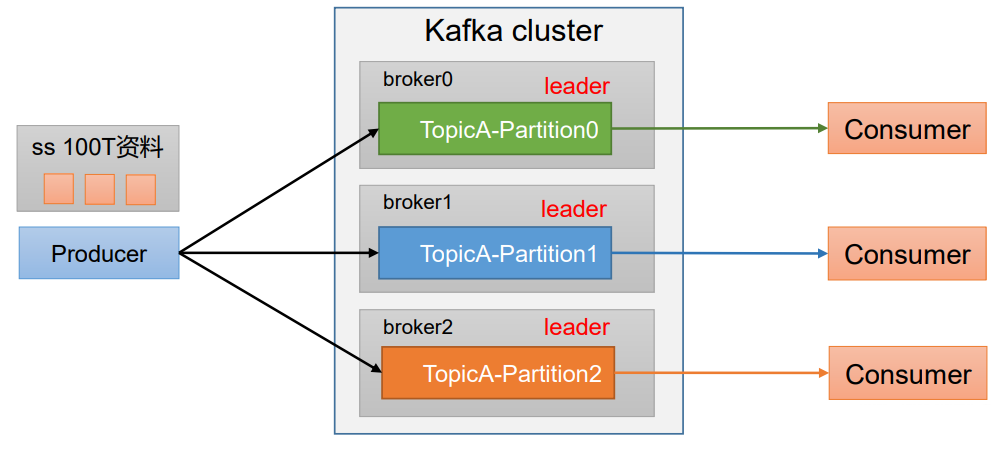 Kafka cluster
ss 100T资料
Producer
broker0
leader
TopicA-Partition0
Consumer
broker1
leader
TopicA-Partition1
Consumer
broker2
leader
TopicA-Partition2
Consumer